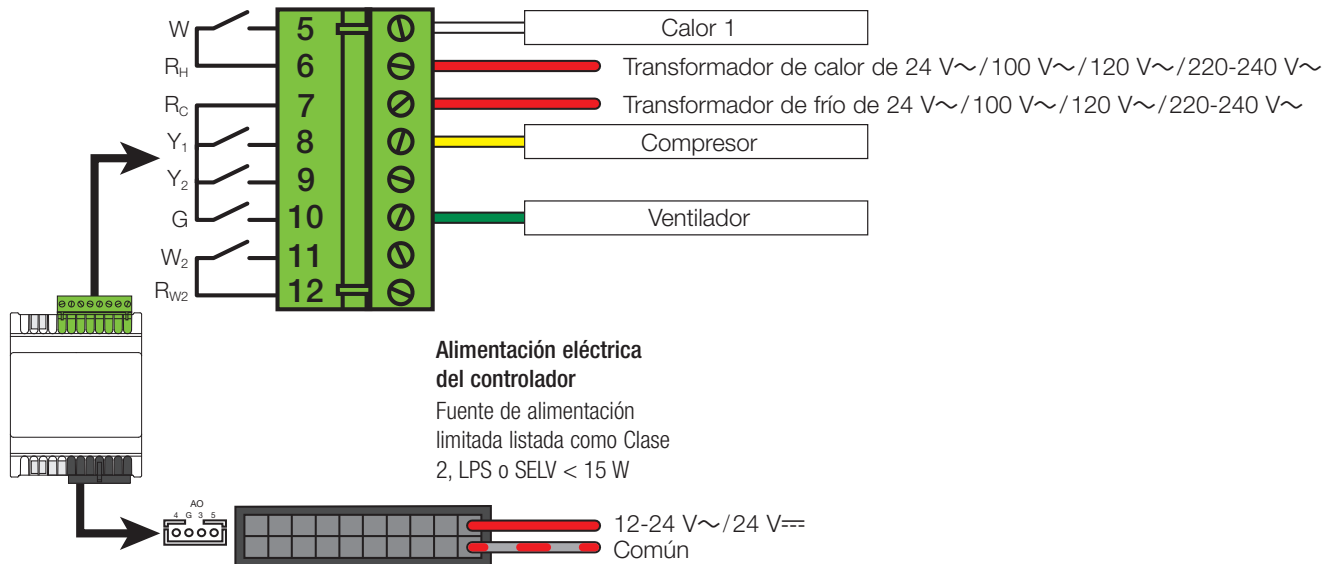 W 5 Calor 1
RH 6 Transformador de calor de 24 V～/100 V～/120 V～/220-240 V～
RC 7 Transformador de frío de 24 V～/100 V～/120 V～/220-240 V～
Y1 8 Compresor
Y2 9
G 10 Ventilador
W2 11
RW2 12
Alimentación eléctrica
del controlador
Fuente de alimentación
limitada listada como Clase
2, LPS o SELV < 15 W
AO
4 G 3 5
12-24 V～/24 V⎓
Común